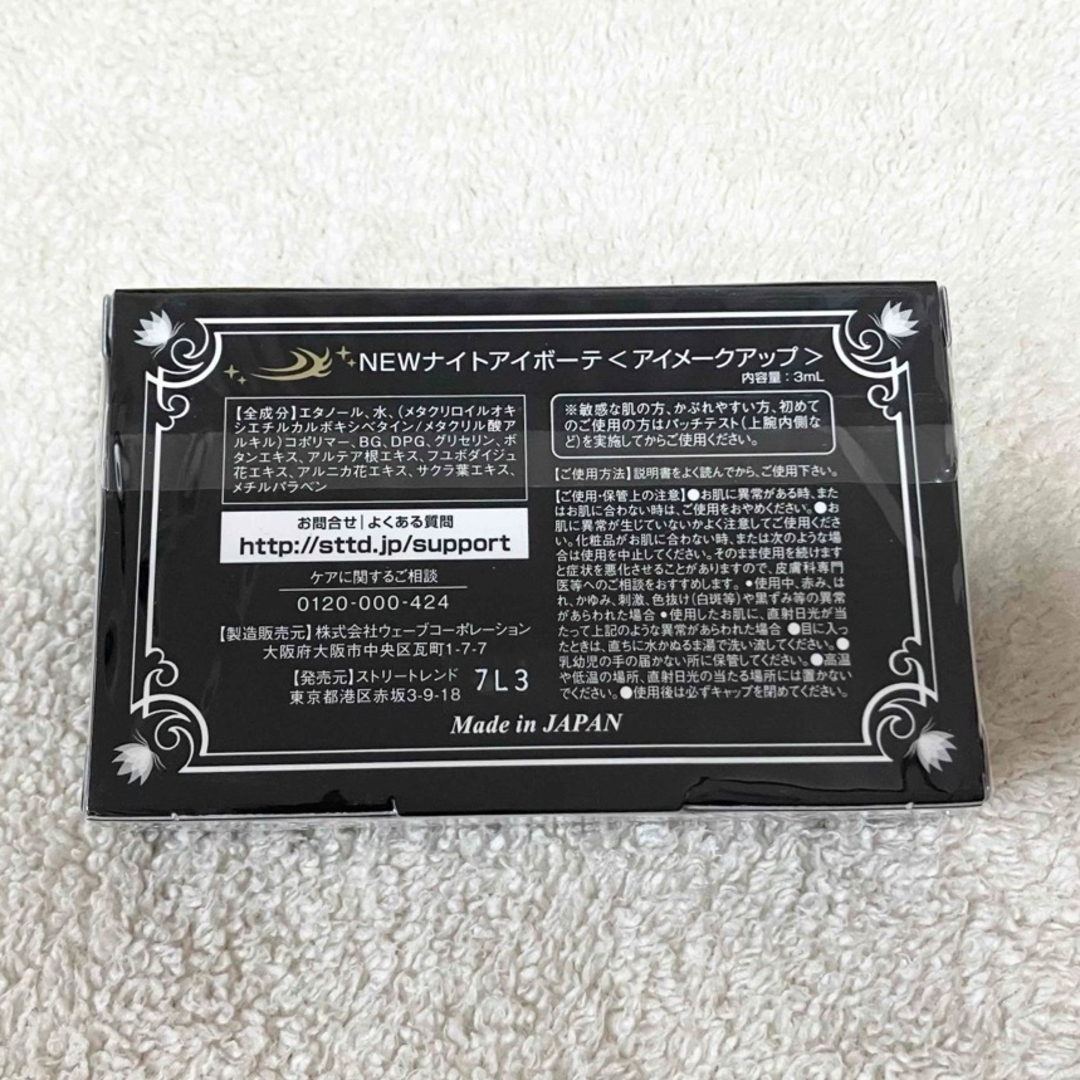 NEWナイトアイボーテ＜アイメークアップ＞
内容量：3mL
【全成分】エタノール、水、(メタクリロイルオキ
シエチルカルボキシベタイン/メタクリル酸ア
ルキル)コポリマー、BG、DPG、グリセリン、ボ
タンエキス、アルテア根エキス、フユボダイジュ
花エキス、アルニカ花エキス、サクラ葉エキス、
メチルパラベン
お問合せ|よくある質問
http://sttd.jp/support
ケアに関するご相談
0120-000-424
【製造販売元】株式会社ウェーブコーポレーション
大阪府大阪市中央区瓦町1-7-7
【発売元】ストリートレンド
東京都港区赤坂3-9-18
7L3
※敏感な肌の方、かぶれやすい方、初めて
のご使用の方はパッチテスト(上腕内側な
ど)を実施してからご使用ください。
【ご使用方法】説明書をよく読んでから、ご使用下さい。
【ご使用・保管上の注意】●お肌に異常がある時、また
はお肌に合わない時は、ご使用をおやめください。●お
肌に異常が生じていないかよく注意してご使用くださ
い。化粧品がお肌に合わない時、または次のような場
合は使用を中止してください。そのまま使用を続けます
と症状を悪化させることがありますので、皮膚科専門
医等へのご相談をおすすめします。•使用中、赤み、は
れ、かゆみ、刺激、色抜け(白斑等)や黒ずみ等の異常
があらわれた場合•使用したお肌に、直射日光が当
たって上記のような異常があらわれた場合 ●目に入っ
たときは、直ちに水かぬるま湯で洗い流してください。●
乳幼児の手の届かない所に保管してください。●高温
や低温の場所、直射日光の当たる場所には置かない
でください。●使用後は必ずキャップを閉めてください。
Made in JAPAN